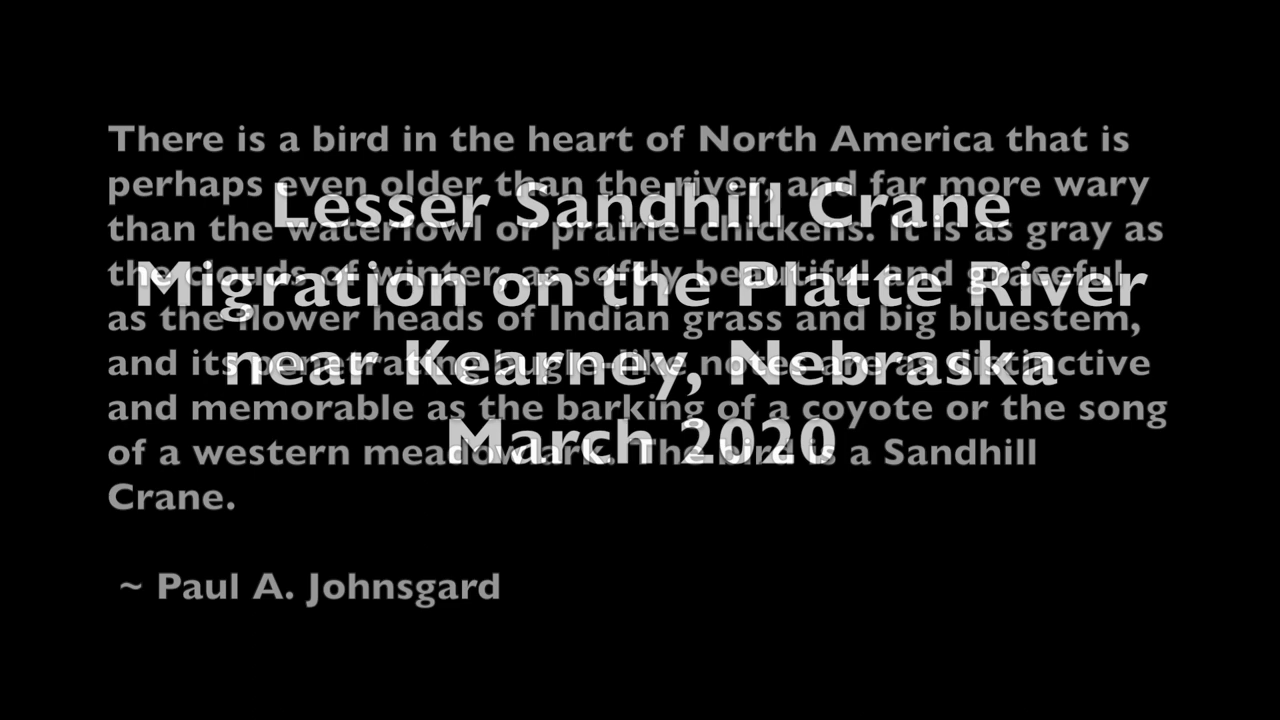 Lesser Sandhill Crane
Migration on the Platte River
near Kearney, Nebraska
March 2020
There is a bird in the heart of North America that is
perhaps even older than the river, and far more wary
than the waterfowl or prairie-chickens. It is as gray as
the clouds of winter, as softly beautiful and graceful
as the flower heads of Indian grass and big bluestem,
and its penetrating bugle-like notes are as distinctive
and memorable as the barking of a coyote or the song
of a western meadowlark. The bird is a Sandhill
Crane.
~ Paul A. Johnsgard